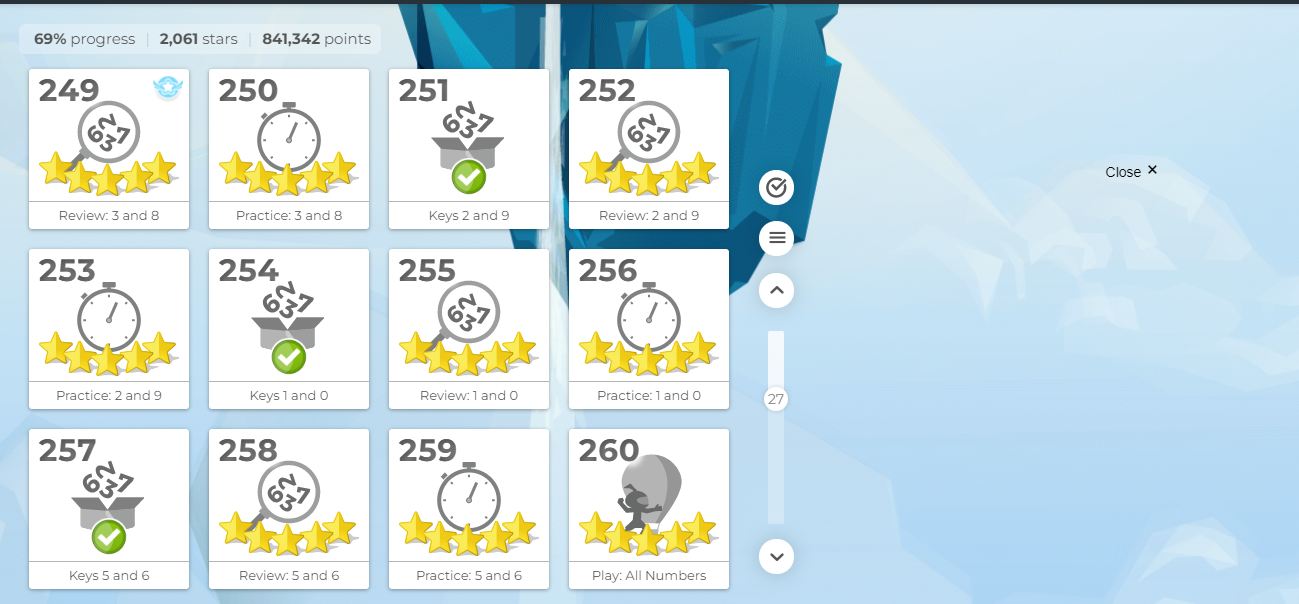 69% progress | 2,061 stars | 841,342 points
249
Review: 3 and 8
250
Practice: 3 and 8
251
Keys 2 and 9
252
Review: 2 and 9
Close ×
253
Practice: 2 and 9
254
Keys 1 and 0
255
Review: 1 and 0
256
Practice: 1 and 0
27
257
Keys 5 and 6
258
Review: 5 and 6
259
Practice: 5 and 6
260
Play: All Numbers